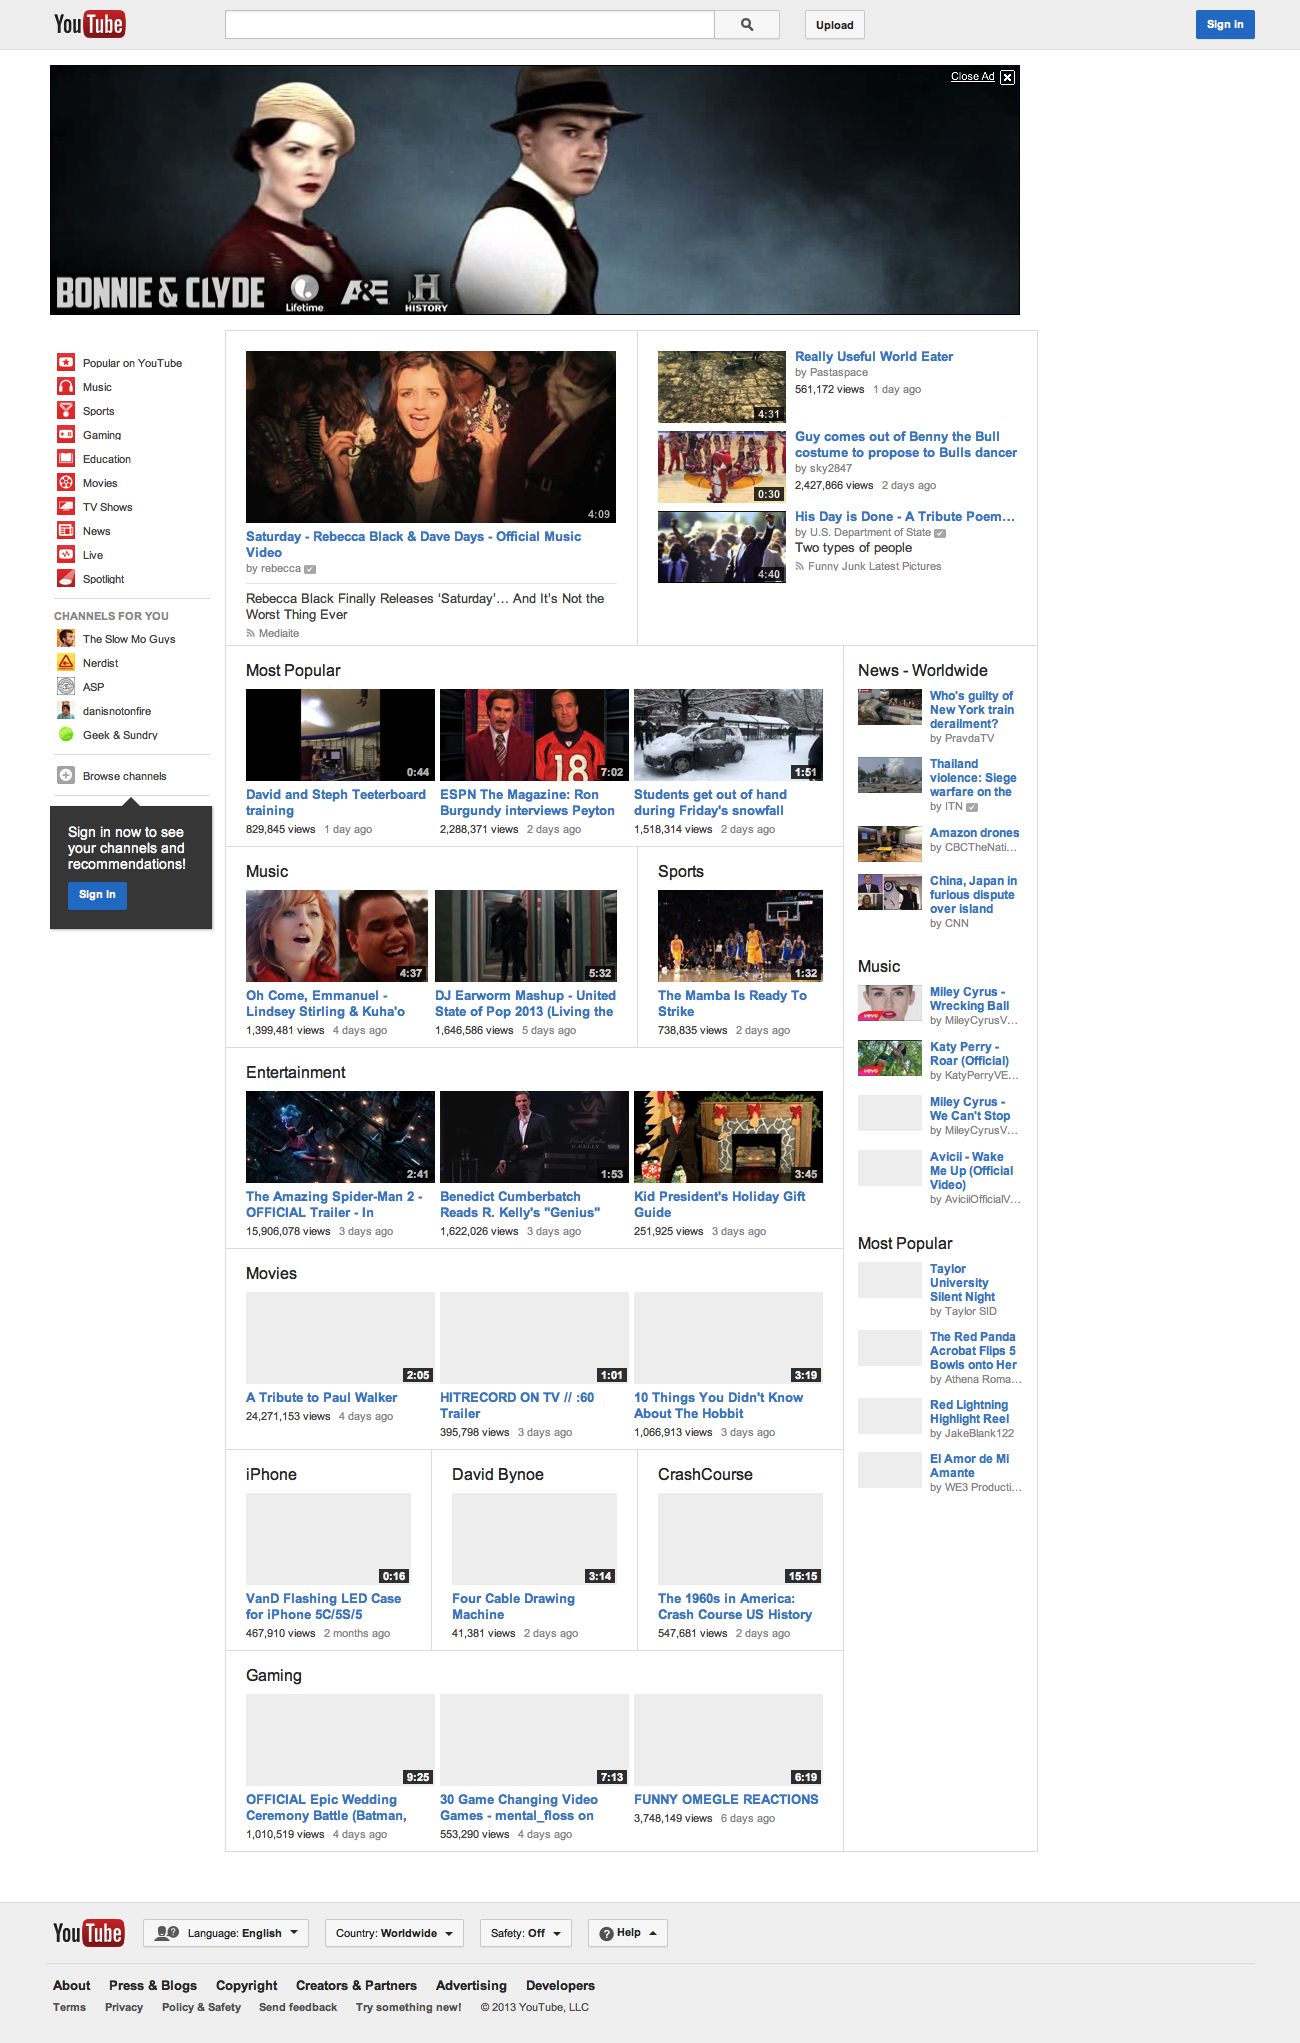 YouTube
Upload
Sign In
Close Ad
BONNIE & CLYDE
Lifetime
A&E
H
HISTORY
Popular on YouTube
Music
Sports
Gaming
Education
Movies
TV Shows
News
Live
Spotlight
CHANNELS FOR YOU
The Slow Mo Guys
Nerdist
ASP
danisnotonfire
Geek & Sundry
Browse channels
Sign in now to see
your channels and
recommendations!
Sign In
4:09
Saturday - Rebecca Black & Dave Days - Official Music
Video
by rebecca
Rebecca Black Finally Releases ‘Saturday’… And It’s Not the
Worst Thing Ever
Mediaite
4:31
Really Useful World Eater
by Pastaspace
561,172 views 1 day ago
0:30
Guy comes out of Benny the Bull
costume to propose to Bulls dancer
by sky2847
2,427,866 views 2 days ago
4:40
His Day is Done - A Tribute Poem…
by U.S. Department of State
Two types of people
Funny Junk Latest Pictures
Most Popular
0:44
David and Steph Teeterboard
training
829,845 views 1 day ago
18
7:02
ESPN The Magazine: Ron
Burgundy interviews Peyton
2,288,371 views 2 days ago
1:51
Students get out of hand
during Friday's snowfall
1,518,314 views 2 days ago
Music
4:37
Oh Come, Emmanuel -
Lindsey Stirling & Kuha'o
1,399,481 views 4 days ago
5:32
DJ Earworm Mashup - United
State of Pop 2013 (Living the
1,646,586 views 5 days ago
Sports
1:32
The Mamba Is Ready To
Strike
738,835 views 2 days ago
Entertainment
2:41
The Amazing Spider-Man 2 -
OFFICIAL Trailer - In
15,906,078 views 3 days ago
1:53
Benedict Cumberbatch
Reads R. Kelly's "Genius"
1,622,026 views 3 days ago
3:45
Kid President's Holiday Gift
Guide
251,925 views 3 days ago
Movies
2:05
A Tribute to Paul Walker
24,271,153 views 4 days ago
1:01
HITRECORD ON TV // :60
Trailer
395,798 views 3 days ago
3:19
10 Things You Didn't Know
About The Hobbit
1,066,913 views 3 days ago
iPhone
0:16
VanD Flashing LED Case
for iPhone 5C/5S/5
467,910 views 2 months ago
David Bynoe
3:14
Four Cable Drawing
Machine
41,381 views 2 days ago
CrashCourse
15:15
The 1960s in America:
Crash Course US History
547,681 views 2 days ago
Gaming
9:25
OFFICIAL Epic Wedding
Ceremony Battle (Batman,
1,010,519 views 4 days ago
7:13
30 Game Changing Video
Games - mental_floss on
553,290 views 4 days ago
6:19
FUNNY OMEGLE REACTIONS
3,748,149 views 6 days ago
News - Worldwide
Who's guilty of
New York train
derailment?
by PravdaTV
Thailand
violence: Siege
warfare on the
by ITN
Amazon drones
by CBCTheNati…
China, Japan in
furious dispute
over island
by CNN
Music
vevo
Miley Cyrus -
Wrecking Ball
by MileyCyrusV…
vevo
Katy Perry -
Roar (Official)
by KatyPerryVE…
Miley Cyrus -
We Can't Stop
by MileyCyrusV…
Avicii - Wake
Me Up (Official
Video)
by AviciiOfficialV…
Most Popular
Taylor
University
Silent Night
by Taylor SID
The Red Panda
Acrobat Flips 5
Bowls onto Her
by Athena Roma…
Red Lightning
Highlight Reel
by JakeBlank122
El Amor de Mi
Amante
by WE3 Producti…
YouTube
Language: English
Country: Worldwide
Safety: Off
Help
About Press & Blogs Copyright Creators & Partners Advertising Developers
Terms Privacy Policy & Safety Send feedback Try something new! © 2013 YouTube, LLC